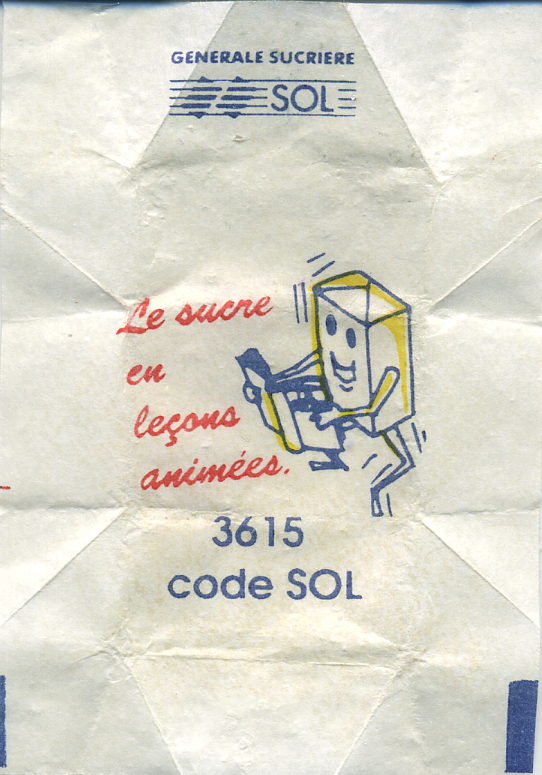 GENERALE SUCRIERE
SOL
Le sucre
en
leçons
animées.
3615
code SOL